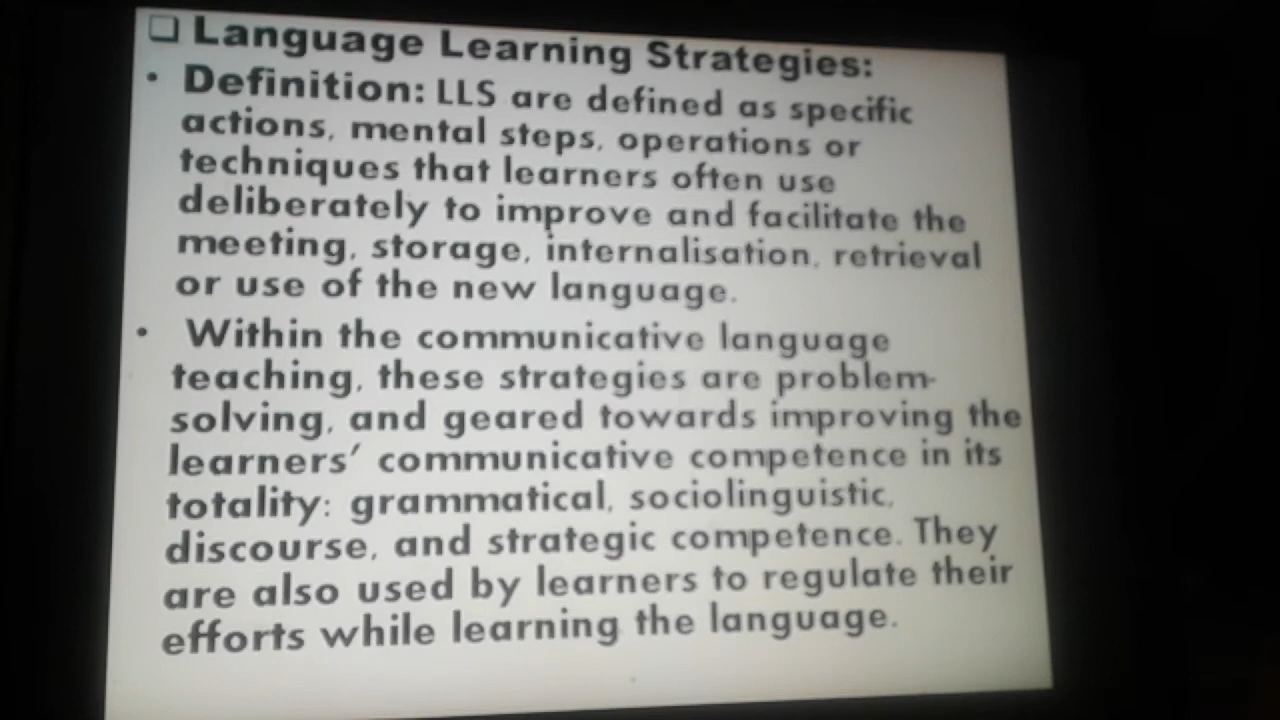 ❑ Language Learning Strategies:
• Definition: LLS are defined as specific
actions, mental steps, operations or
techniques that learners often use
deliberately to improve and facilitate the
meeting, storage, internalisation, retrieval
or use of the new language.
• Within the communicative language
teaching, these strategies are problem-
solving, and geared towards improving the
learners’ communicative competence in its
totality: grammatical, sociolinguistic,
discourse, and strategic competence. They
are also used by learners to regulate their
efforts while learning the language.